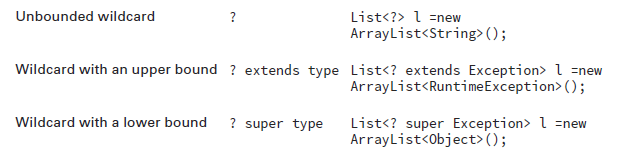 Unbounded wildcard ? List<?> l =new
ArrayList<String>();
Wildcard with an upper bound ? extends type List<? extends Exception> l =new
ArrayList<RuntimeException>();
Wildcard with a lower bound ? super type List<? super Exception> l =new
ArrayList<Object>();